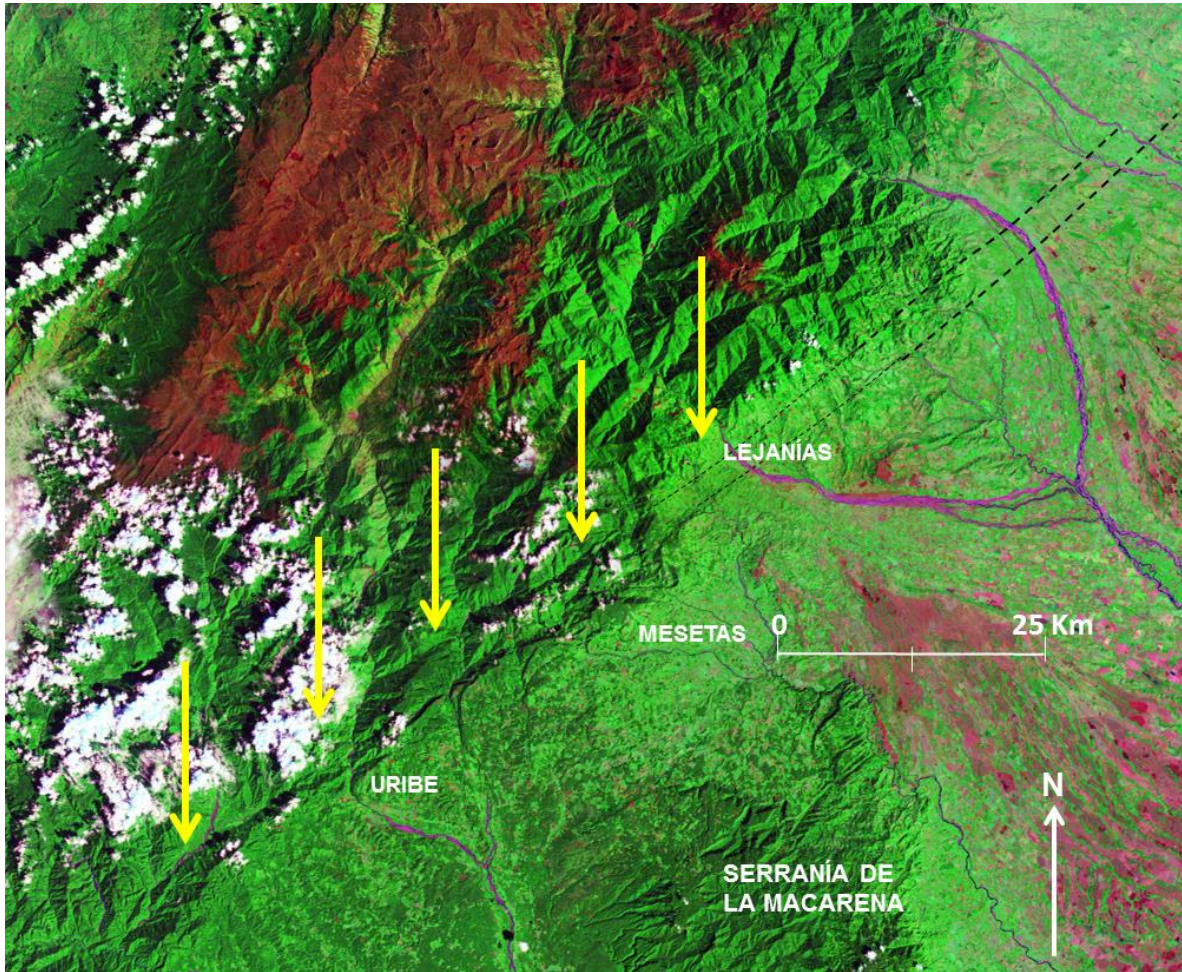 LEJANÍAS
MESETAS
0 25 Km
URIBE
N
SERRANÍA DE
LA MACARENA